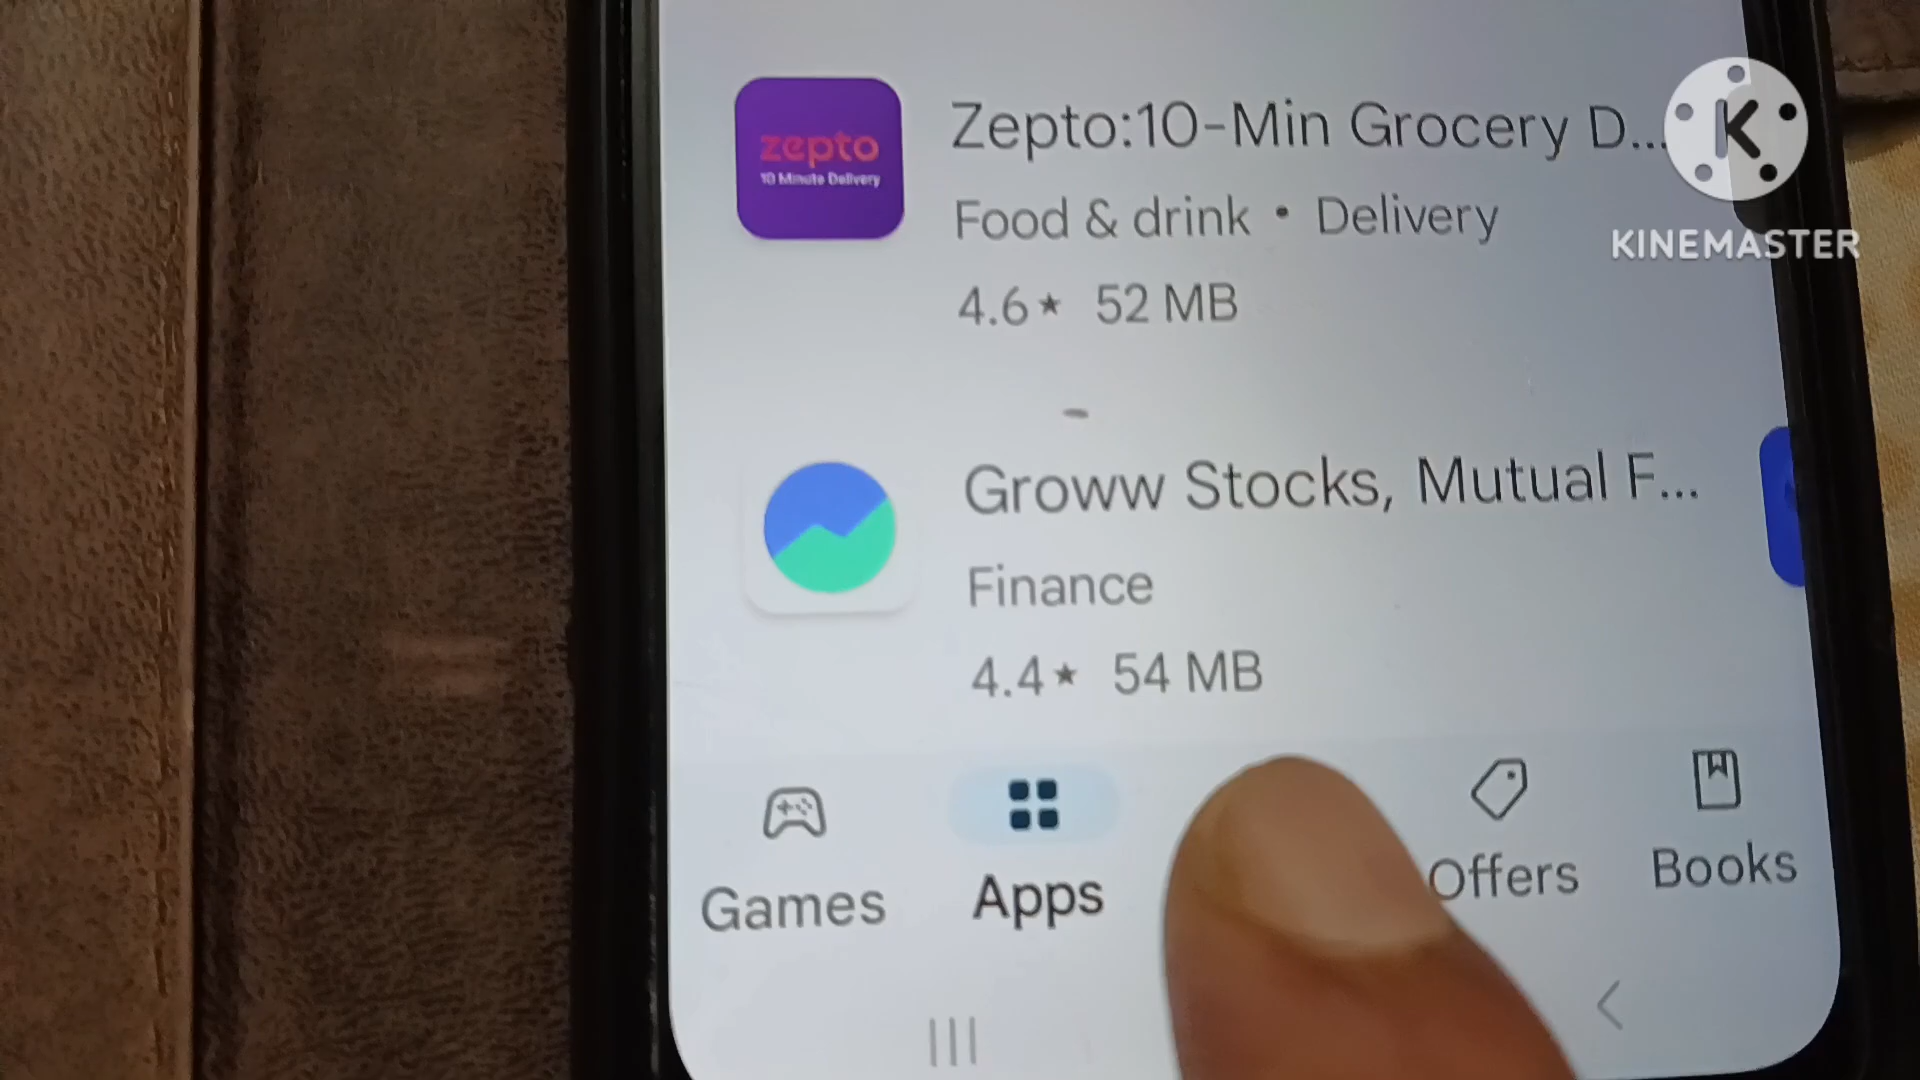 zepto
10 Minute Delivery
Zepto:10-Min Grocery D...
Food & drink • Delivery
4.6★ 52 MB
K
KINEMASTER
Groww Stocks, Mutual F...
Finance
4.4★ 54 MB
Games
Apps
Offers
Books